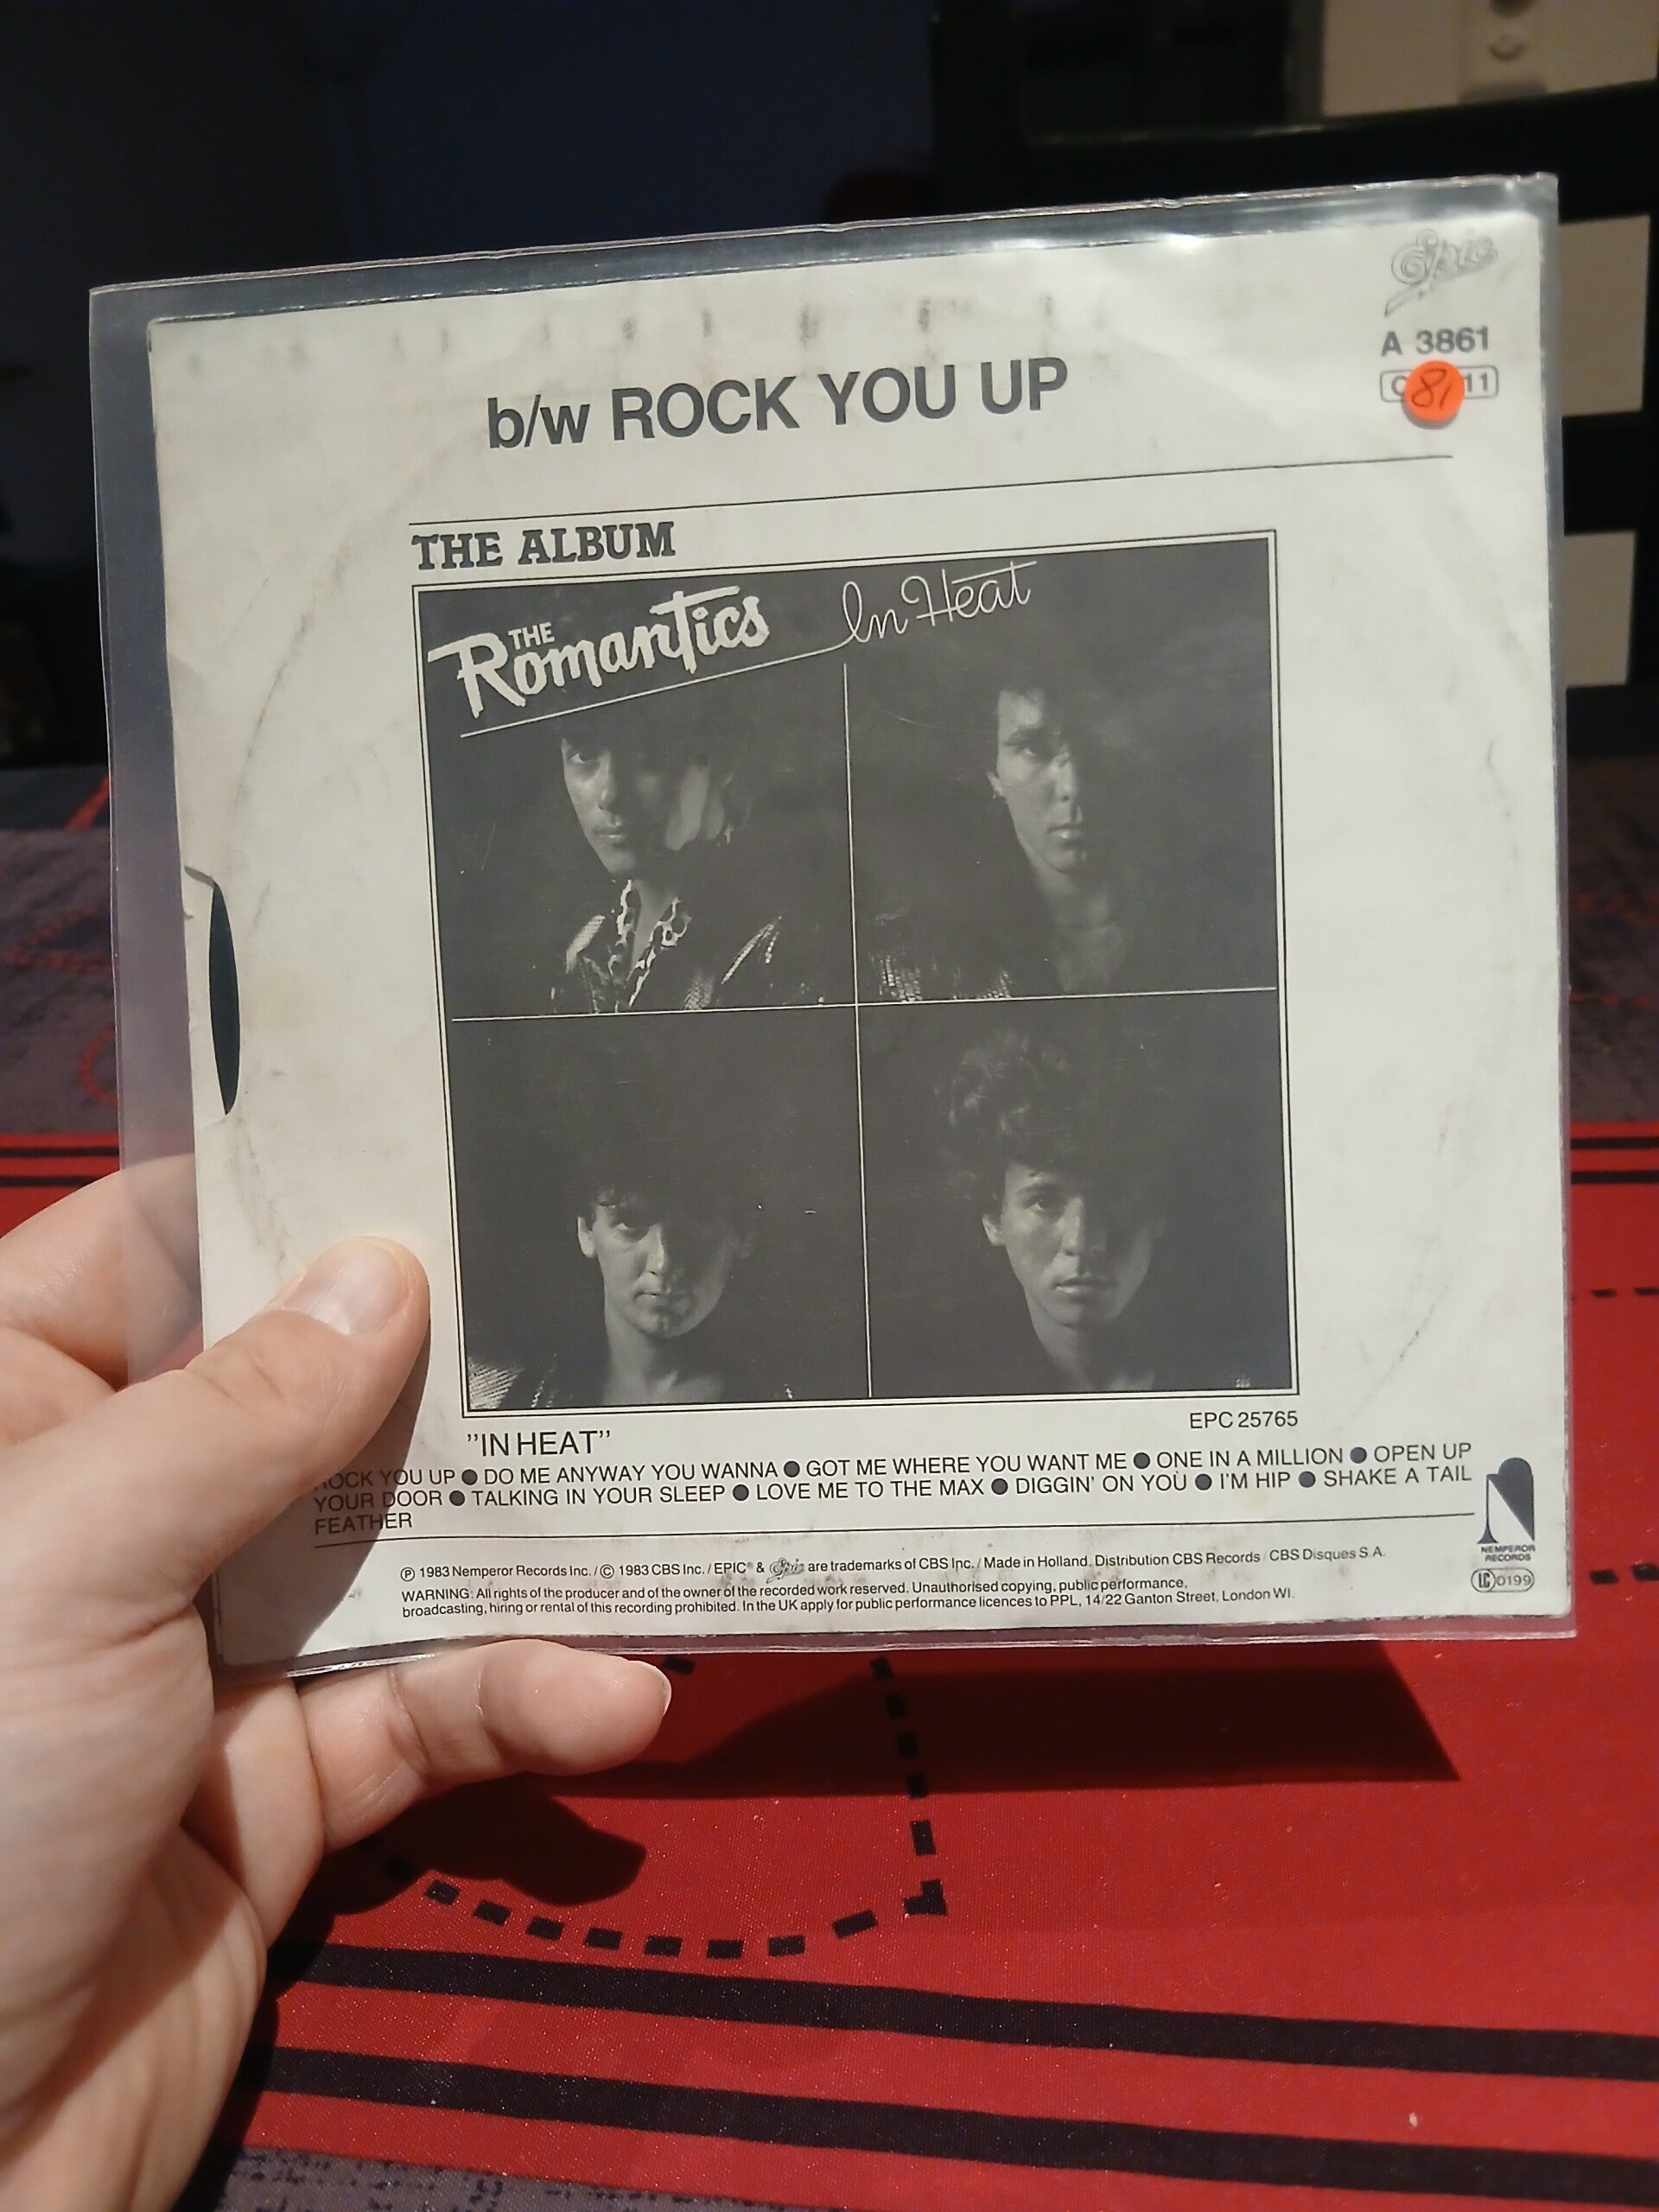 Epic
A 3861
81
11
b/w ROCK YOU UP
THE ALBUM
THE Romantics In Heat
EPC 25765
"IN HEAT"
ROCK YOU UP ● DO ME ANYWAY YOU WANNA ● GOT ME WHERE YOU WANT ME ● ONE IN A MILLION ● OPEN UP
YOUR DOOR ● TALKING IN YOUR SLEEP ● LOVE ME TO THE MAX ● DIGGIN' ON YOU ● I'M HIP ● SHAKE A TAIL
FEATHER
NEMPEROR
RECORDS
LC 0199
Ⓟ 1983 Nemperor Records Inc. / © 1983 CBS Inc. / EPIC® & Epic are trademarks of CBS Inc. / Made in Holland. Distribution CBS Records / CBS Disques S.A.
WARNING: All rights of the producer and of the owner of the recorded work reserved. Unauthorised copying, public performance,
broadcasting, hiring or rental of this recording prohibited. In the UK apply for public performance licences to PPL, 14/22 Ganton Street, London WI.